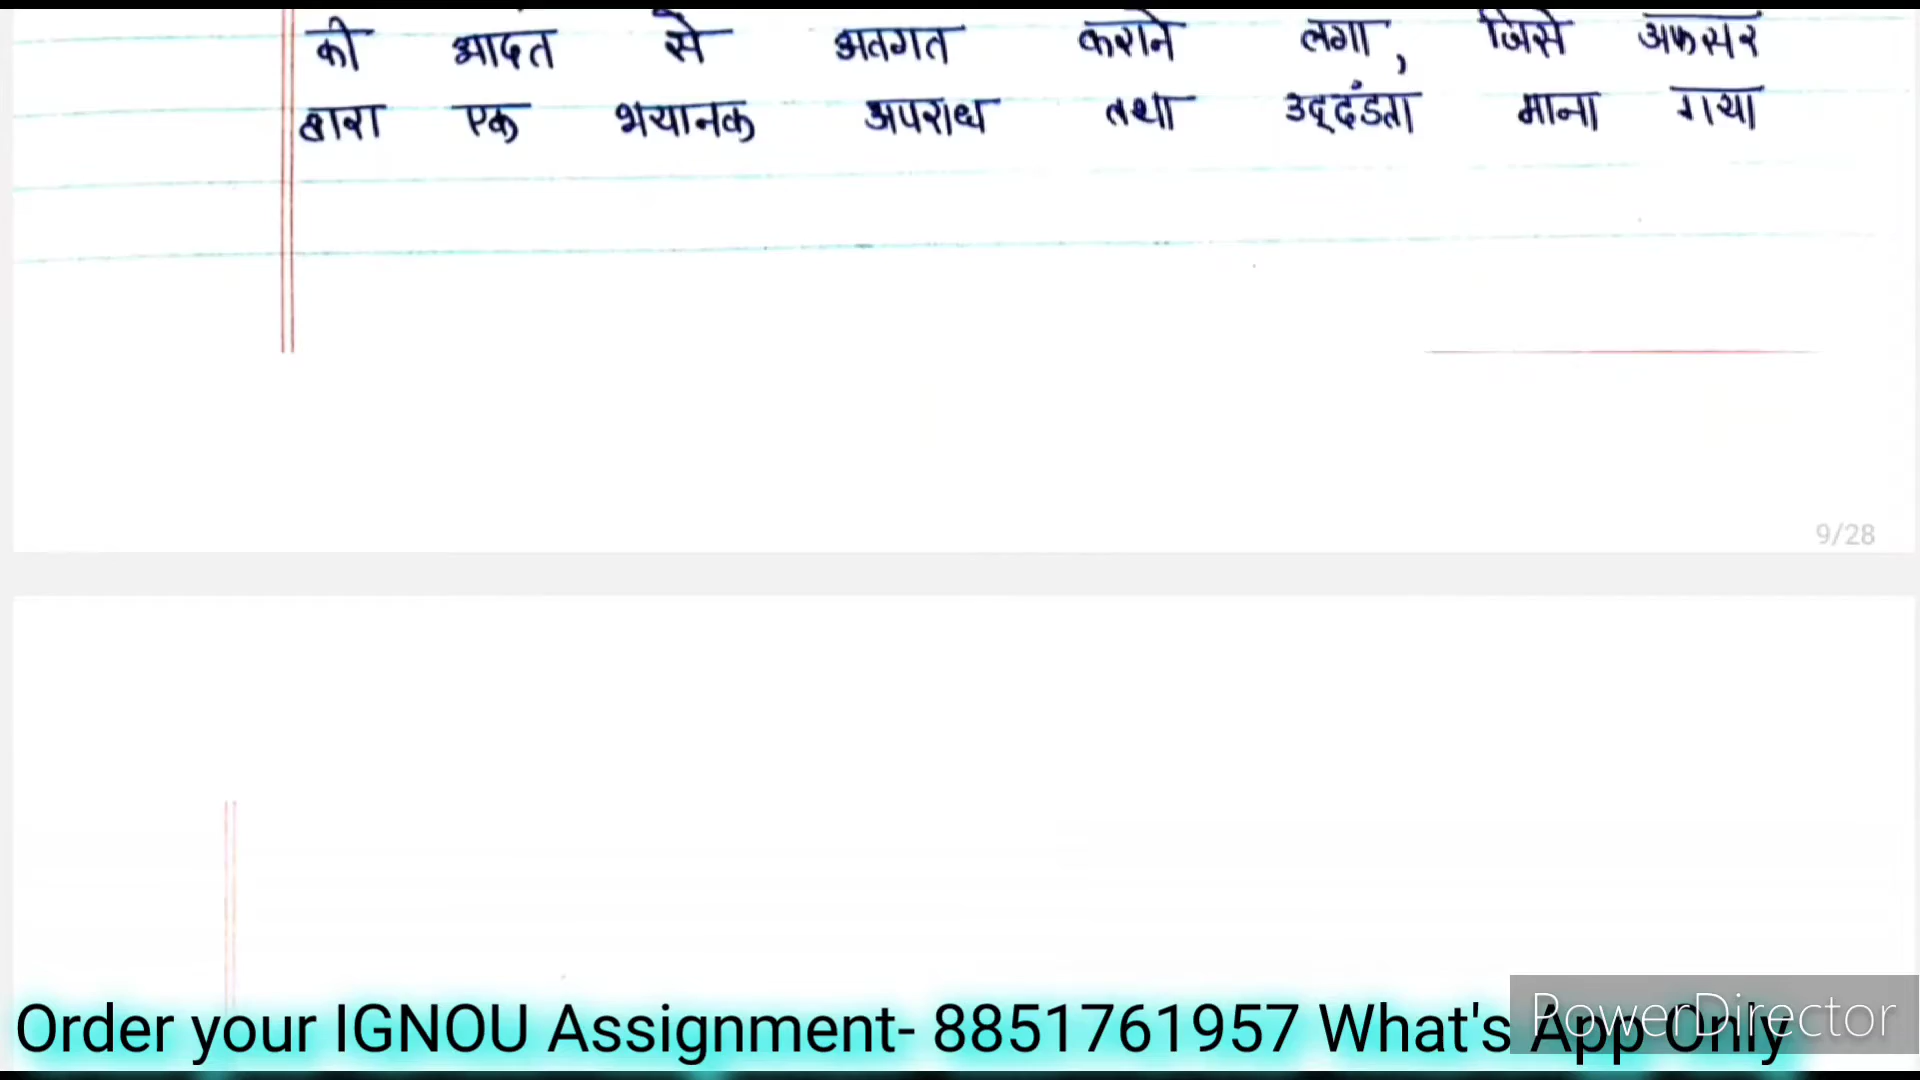 की आदत से अतगत कराने लगा, जिसे अफसर
द्वारा एक भयानक अपराध तथा उद्दंडता माना गया
9/28
Order your IGNOU Assignment- 8851761957 What's App Only
PowerDirector